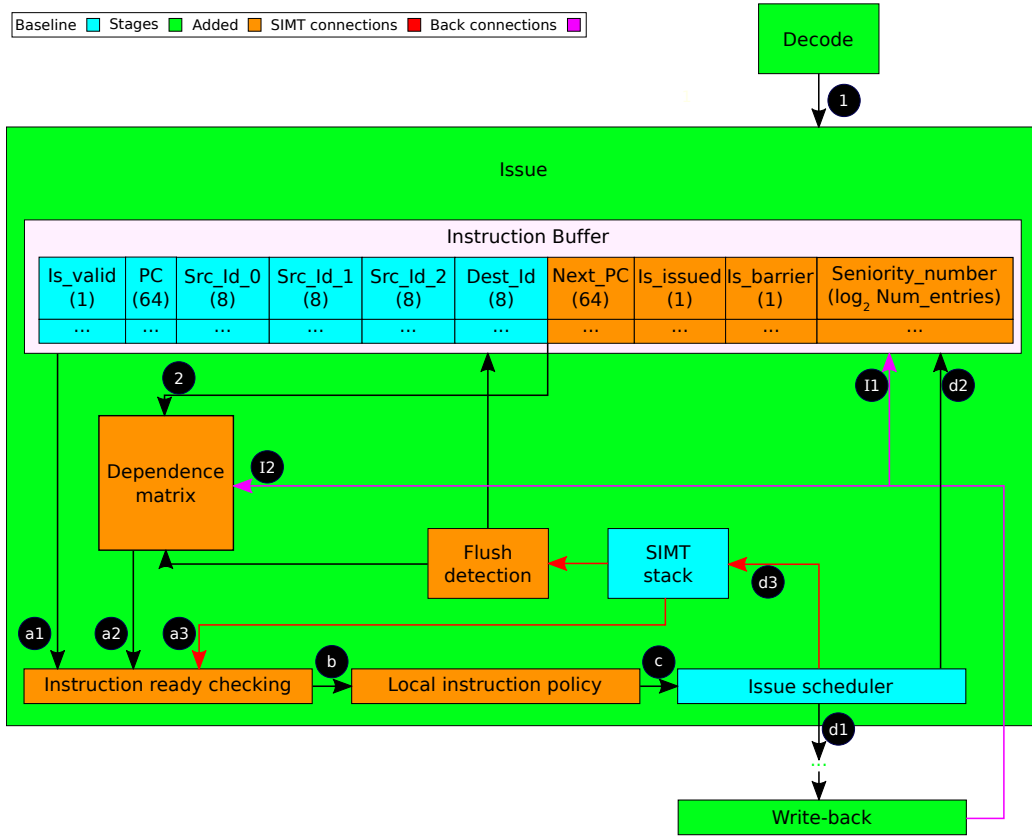 Baseline Stages Added SIMT connections Back connections
Decode
1
Issue
Instruction Buffer
Is_valid (1) PC (64) Src_Id_0 (8) Src_Id_1 (8) Src_Id_2 (8) Dest_Id (8) Next_PC (64) Is_issued (1) Is_barrier (1) Seniority_number (log2 Num_entries)
... ... ... ... ... ... ... ... ... ...
2
I1
d2
Dependence
matrix
I2
Flush
detection
SIMT
stack
d3
a1
a2
a3
Instruction ready checking
b
Local instruction policy
c
Issue scheduler
d1
...
Write-back